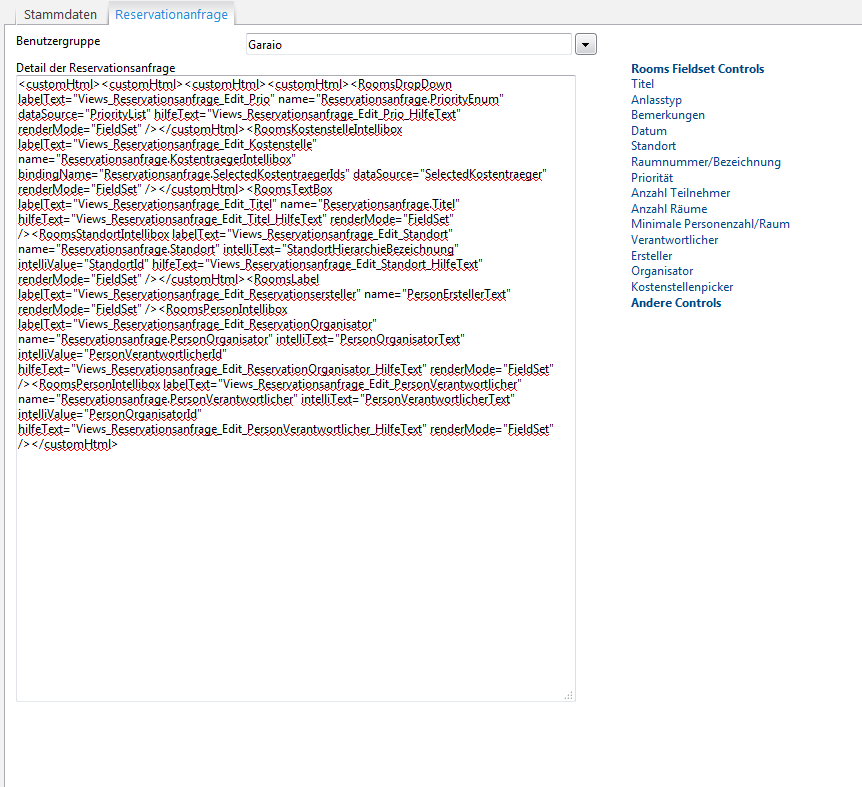 Stammdaten
Reservationanfrage
Benutzergruppe
Garaio
Detail der Reservationsanfrage
<customHtml><customHtml><customHtml><customHtml><RoomsDropDown
labelText="Views_Reservationsanfrage_Edit_Prio" name="Reservationsanfrage.PriorityEnum"
dataSource="PriorityList" hilfeText="Views_Reservationsanfrage_Edit_Prio_HilfeText"
renderMode="FieldSet" /></customHtml><RoomsKostenstelleIntellibox
labelText="Views_Reservationsanfrage_Edit_Kostenstelle"
name="Reservationsanfrage.KostentraegerIntellibox"
bindingName="Reservationsanfrage.SelectedKostentraegerIds" dataSource="SelectedKostentraeger"
renderMode="FieldSet" /></customHtml><RoomsTextBox
labelText="Views_Reservationsanfrage_Edit_Titel" name="Reservationsanfrage.Titel"
hilfeText="Views_Reservationsanfrage_Edit_Titel_HilfeText" renderMode="FieldSet"
/><RoomsStandortIntellibox labelText="Views_Reservationsanfrage_Edit_Standort"
name="Reservationsanfrage.Standort" intelliText="StandortHierarchieBezeichnung"
intelliValue="StandortId" hilfeText="Views_Reservationsanfrage_Edit_Standort_HilfeText"
renderMode="FieldSet" /></customHtml><RoomsLabel
labelText="Views_Reservationsanfrage_Edit_Reservationsersteller" name="PersonErstellerText"
renderMode="FieldSet" /><RoomsPersonIntellibox
labelText="Views_Reservationsanfrage_Edit_ReservationOrganisator"
name="Reservationsanfrage.PersonOrganisator" intelliText="PersonOrganisatorText"
intelliValue="PersonVerantwortlicherId"
hilfeText="Views_Reservationsanfrage_Edit_ReservationOrganisator_HilfeText" renderMode="FieldSet"
/><RoomsPersonIntellibox labelText="Views_Reservationsanfrage_Edit_PersonVerantwortlicher"
name="Reservationsanfrage.PersonVerantwortlicher" intelliText="PersonVerantwortlicherText"
intelliValue="PersonOrganisatorId"
hilfeText="Views_Reservationsanfrage_Edit_PersonVerantwortlicher_HilfeText" renderMode="FieldSet"
/></customHtml>
Rooms Fieldset Controls
Titel
Anlasstyp
Bemerkungen
Datum
Standort
Raumnummer/Bezeichnung
Priorität
Anzahl Teilnehmer
Anzahl Räume
Minimale Personenzahl/Raum
Verantwortlicher
Ersteller
Organisator
Kostenstellenpicker
Andere Controls